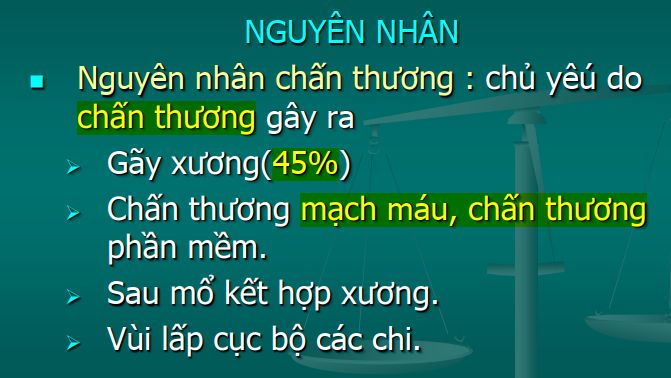 NGUYÊN NHÂN
Nguyên nhân chấn thương : chủ yêú do
chấn thương gây ra
Gãy xương(45%)
Chấn thương mạch máu, chấn thương
phần mềm.
Sau mổ kết hợp xương.
Vùi lấp cục bộ các chi.